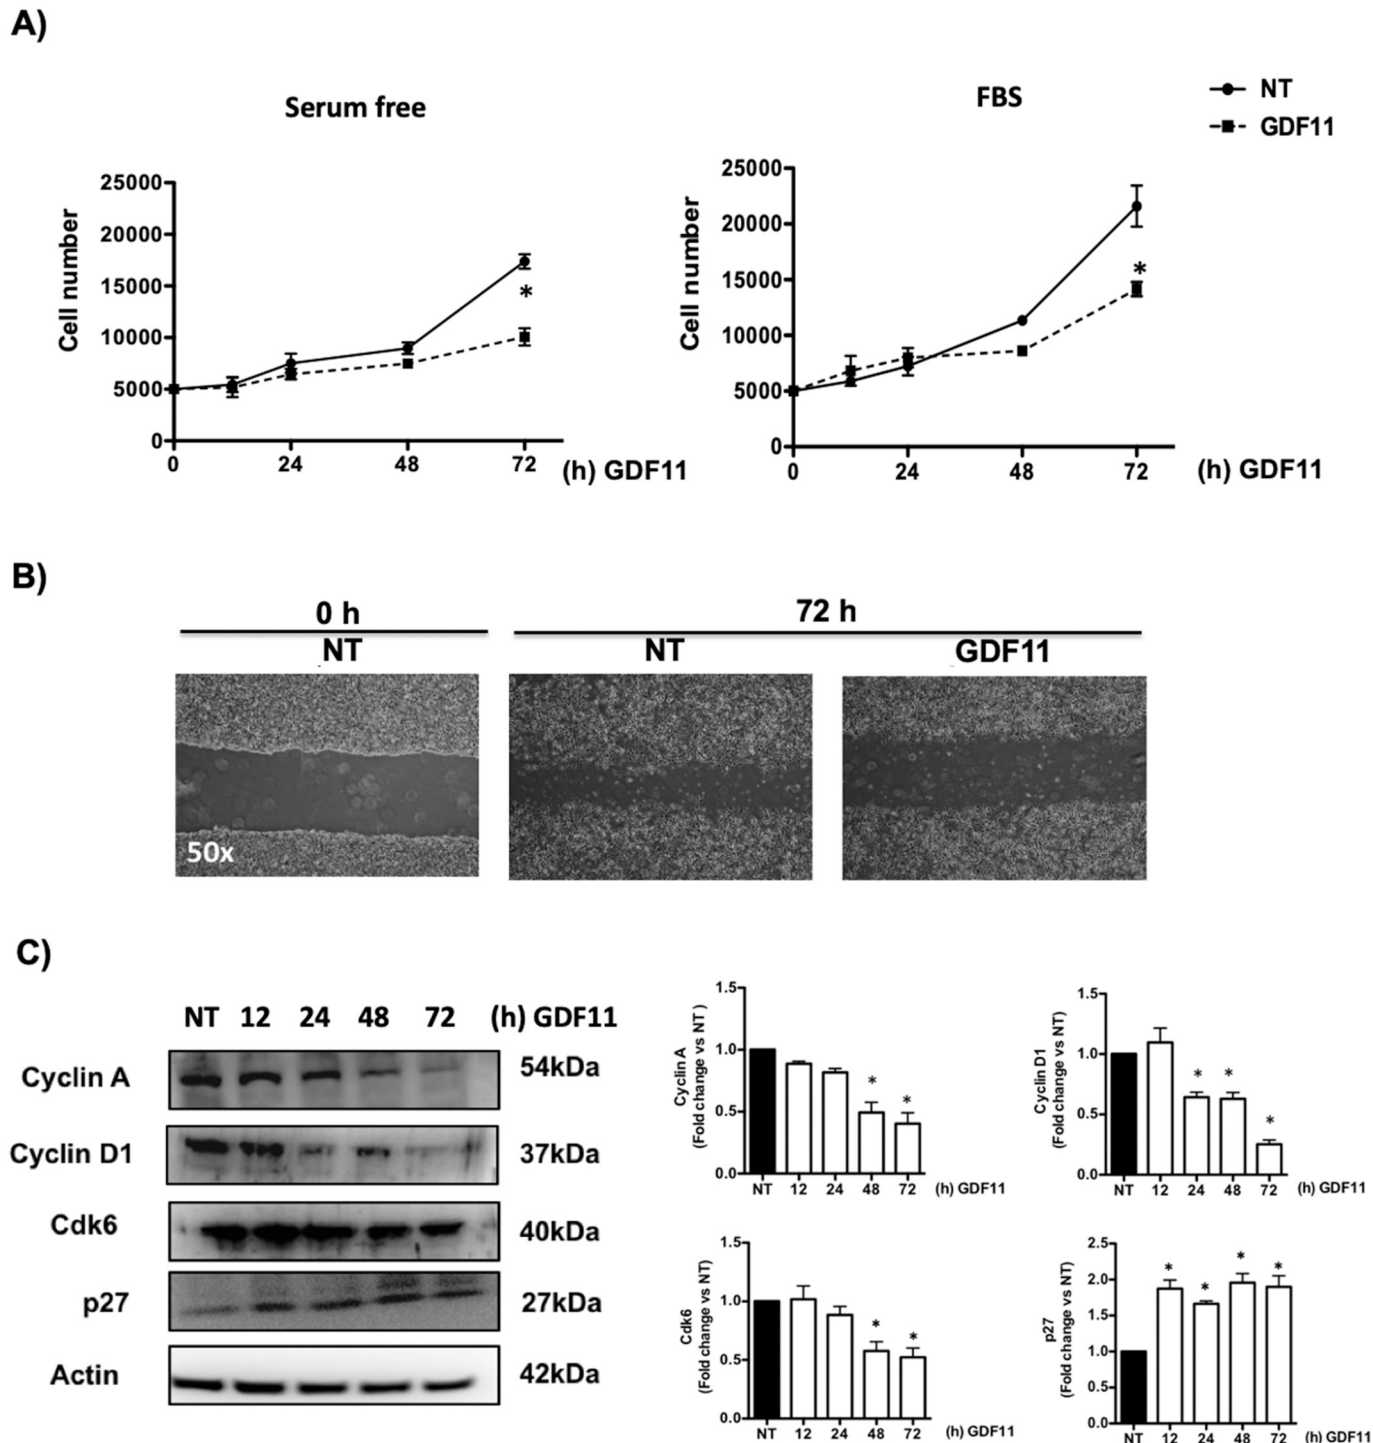 A)
Serum free
FBS
NT
GDF11
Cell number
25000
20000
15000
10000
5000
0
0 24 48 72 (h) GDF11
*
Cell number
25000
20000
15000
10000
5000
0
0 24 48 72 (h) GDF11
*
B)
0 h
72 h
NT
NT
GDF11
50x
C)
NT 12 24 48 72 (h) GDF11
Cyclin A 54kDa
Cyclin D1 37kDa
Cdk6 40kDa
p27 27kDa
Actin 42kDa
Cyclin A
(Fold change vs NT )
1.5
1.0
0.5
0.0
* *
NT 12 24 48 72 (h) GDF11
Cyclin D1
(Fold change vs NT)
1.5
1.0
0.5
0.0
* * *
NT 12 24 48 72 (h) GDF11
Cdk6
(Fold change vs NT)
1.5
1.0
0.5
0.0
* *
NT 12 24 48 72 (h) GDF11
p27
(Fold change vs NT)
2.5
2.0
1.5
1.0
0.5
0.0
* * * *
NT 12 24 48 72 (h) GDF11